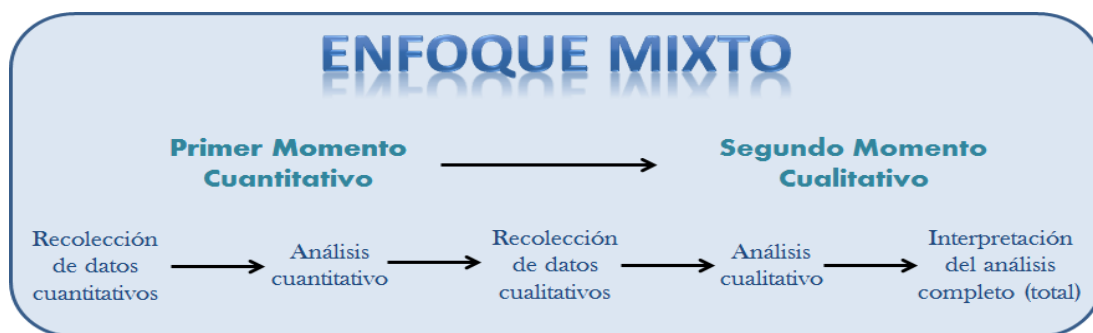 ENFOQUE MIXTO
Primer Momento
Cuantitativo
Segundo Momento
Cualitativo
Recolección
de datos
cuantitativos
Análisis
cuantitativo
Recolección
de datos
cualitativos
Análisis
cualitativo
Interpretación
del análisis
completo (total)